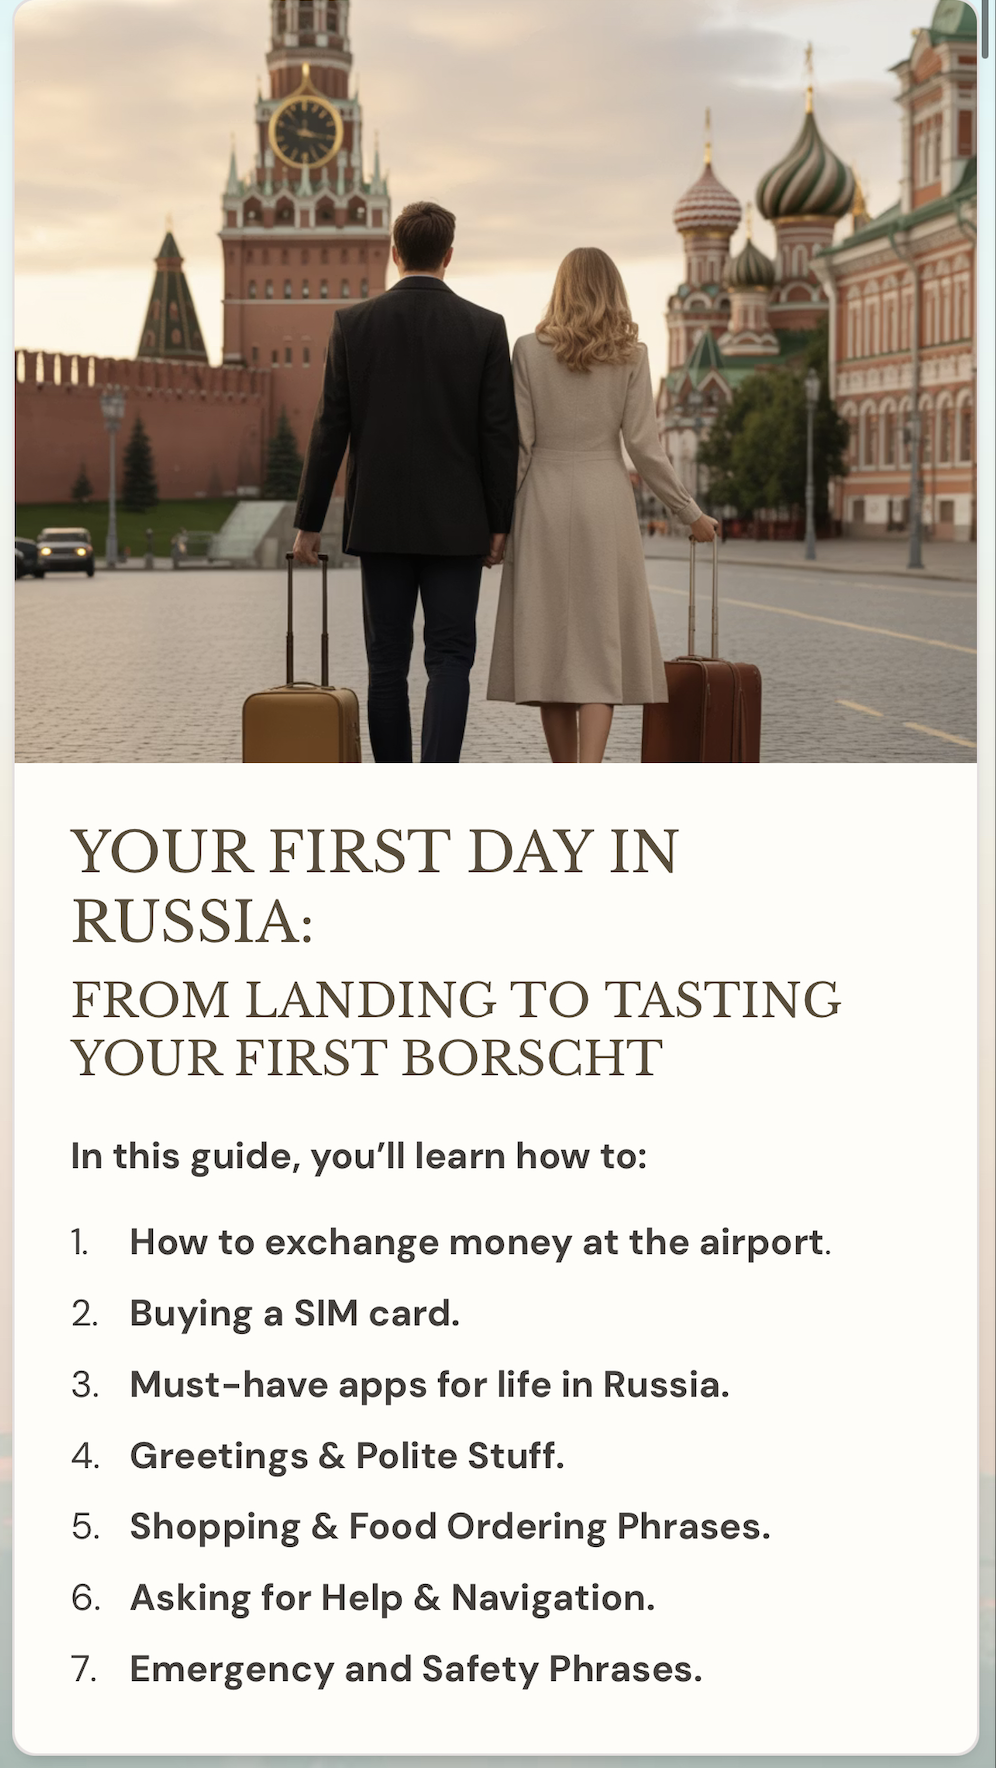 YOUR FIRST DAY IN
RUSSIA:
FROM LANDING TO TASTING
YOUR FIRST BORSCHT
In this guide, you’ll learn how to:
1. How to exchange money at the airport.
2. Buying a SIM card.
3. Must-have apps for life in Russia.
4. Greetings & Polite Stuff.
5. Shopping & Food Ordering Phrases.
6. Asking for Help & Navigation.
7. Emergency and Safety Phrases.